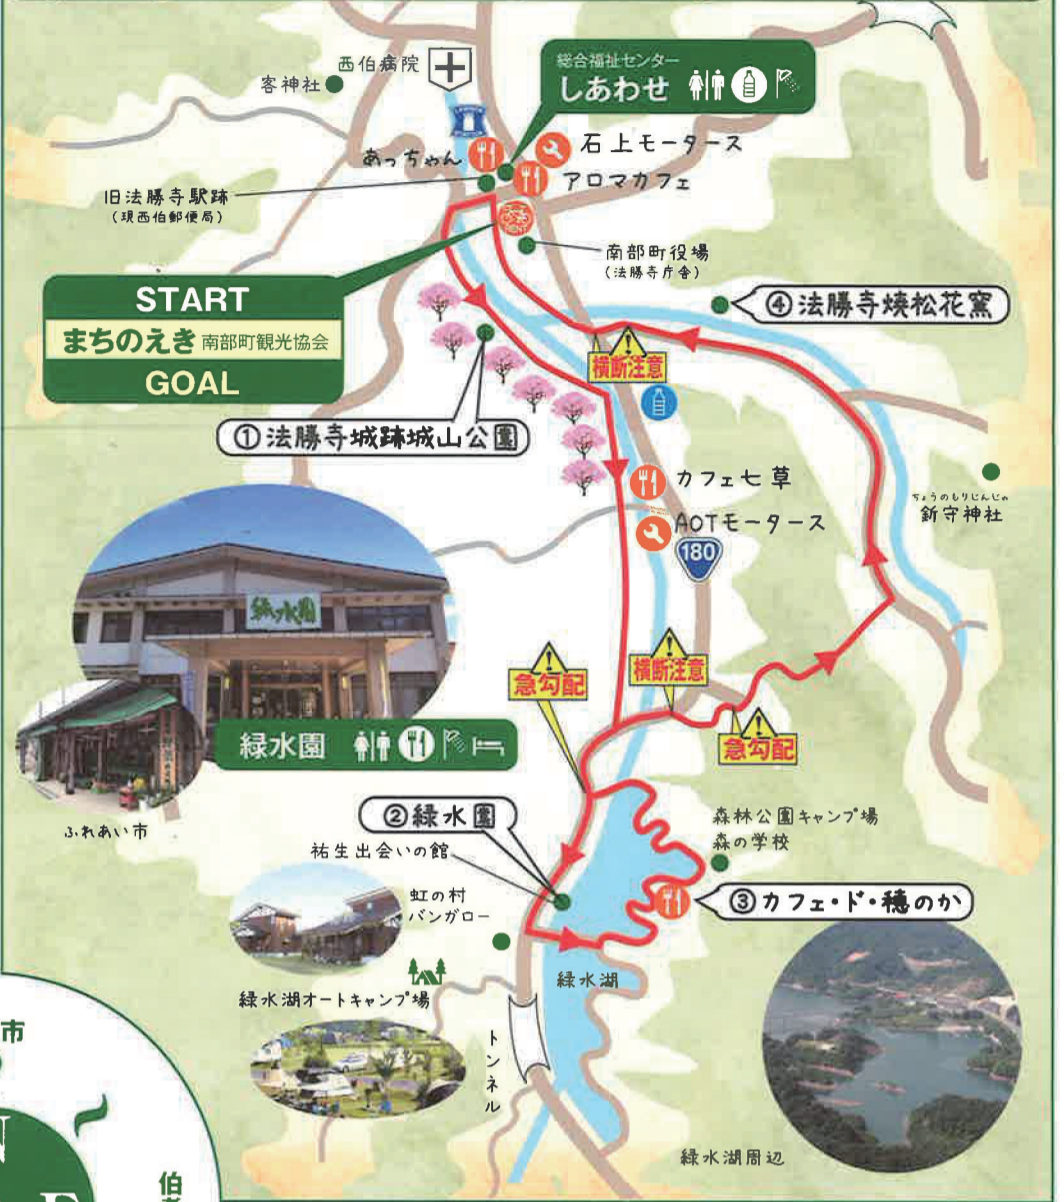 西伯病院
客神社
総合福祉センター
しあわせ
石上モータース
あっちゃん
アロマカフェ
旧法勝寺駅跡
(現西伯郵便局)
RENT
南部町役場
(法勝寺庁舎)
START
まちのえき 南部町観光協会
GOAL
④法勝寺焼松花窯
横断注意
①法勝寺城跡城山公園
カフェ七草
AOTモータース
180
ちょうのもりじんじゃ
新守神社
緑水園
急勾配
横断注意
急勾配
緑水園
ふれあい市
②緑水園
祐生出会いの館
森林公園キャンプ場
森の学校
虹の村
バンガロー
③カフェ・ド・穂のか
緑水湖
緑水湖オートキャンプ場
トンネル
緑水湖周辺
市
N
E
伯